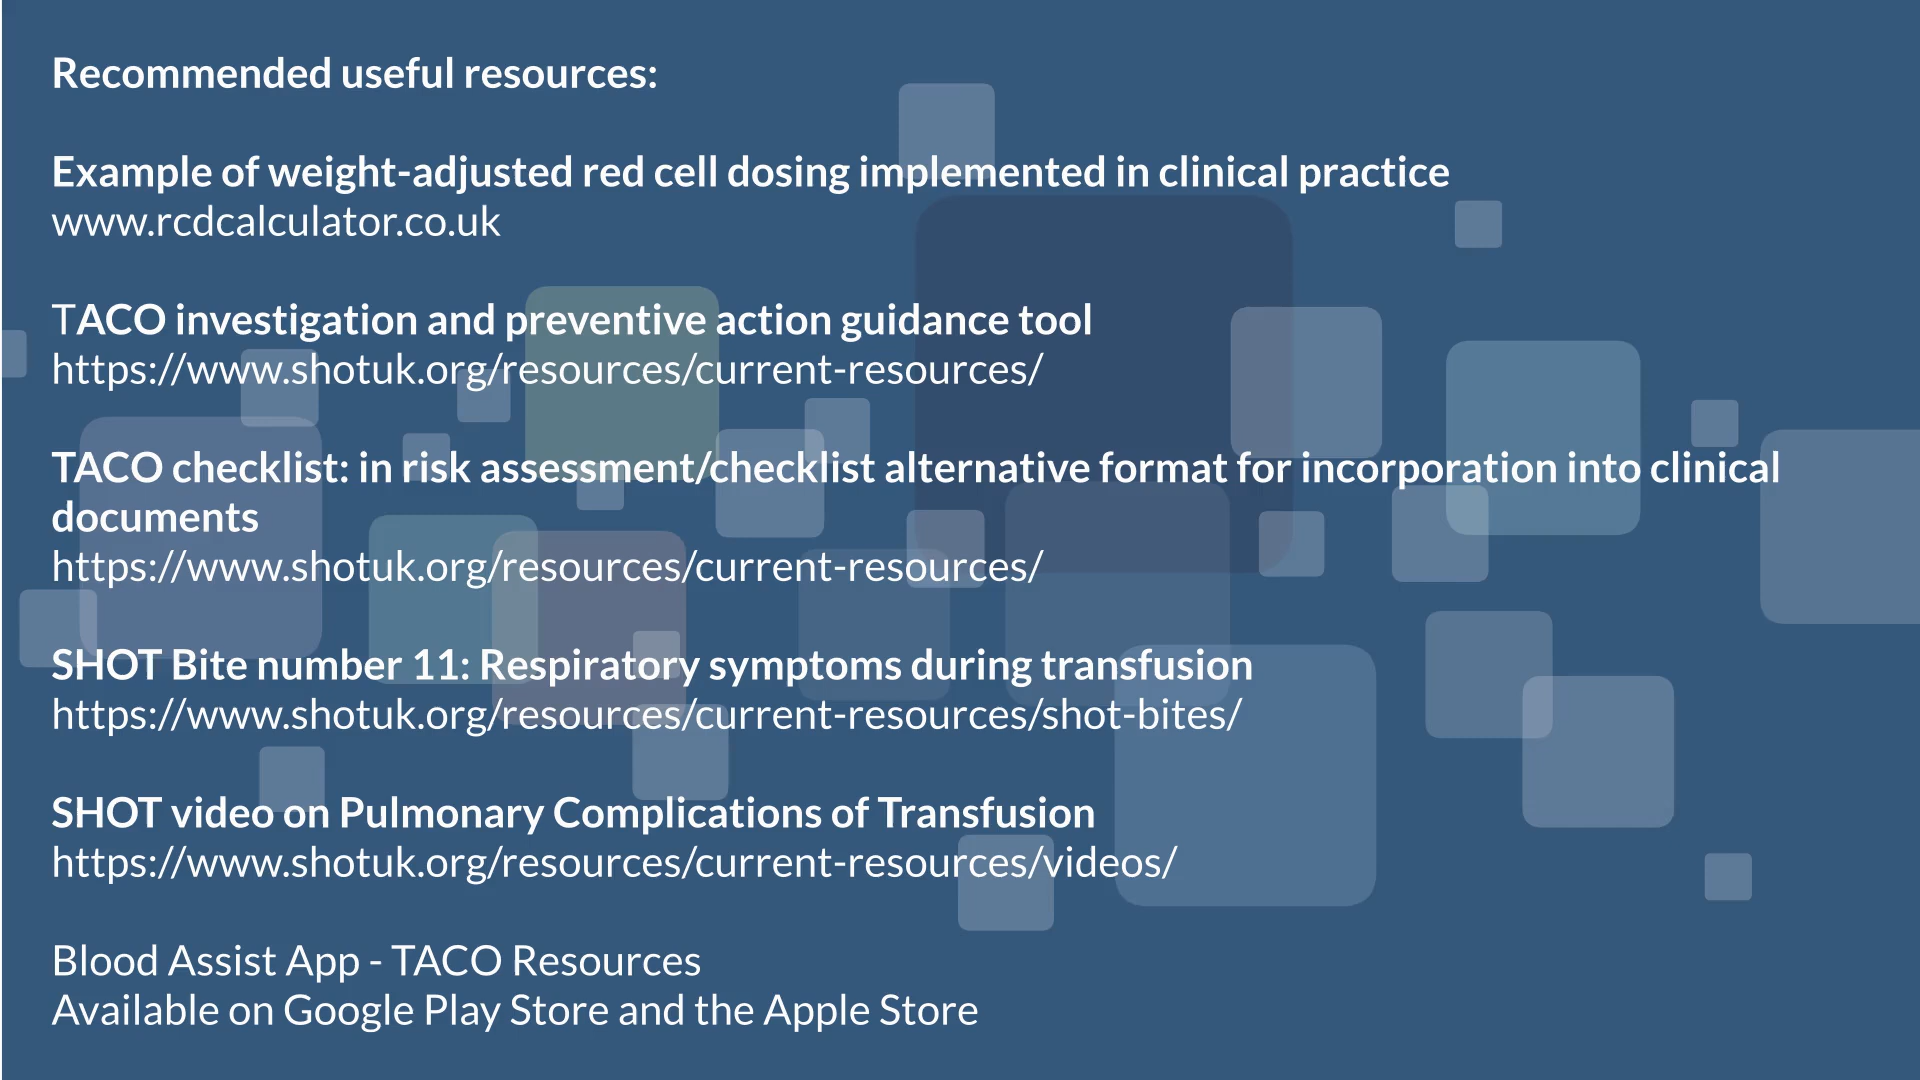 Recommended useful resources:
Example of weight-adjusted red cell dosing implemented in clinical practice
www.rcdcalculator.co.uk
TACO investigation and preventive action guidance tool
https://www.shotuk.org/resources/current-resources/
TACO checklist: in risk assessment/checklist alternative format for incorporation into clinical
documents
https://www.shotuk.org/resources/current-resources/
SHOT Bite number 11: Respiratory symptoms during transfusion
https://www.shotuk.org/resources/current-resources/shot-bites/
SHOT video on Pulmonary Complications of Transfusion
https://www.shotuk.org/resources/current-resources/videos/
Blood Assist App - TACO Resources
Available on Google Play Store and the Apple Store